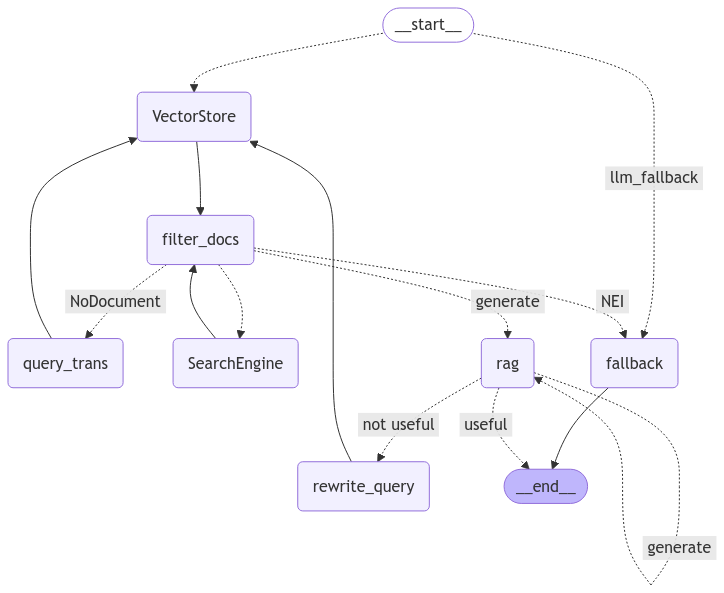 __start__
VectorStore
llm_fallback
filter_docs
NoDocument
generate
NEI
query_trans
SearchEngine
rag
fallback
not useful
useful
rewrite_query
__end__
generate